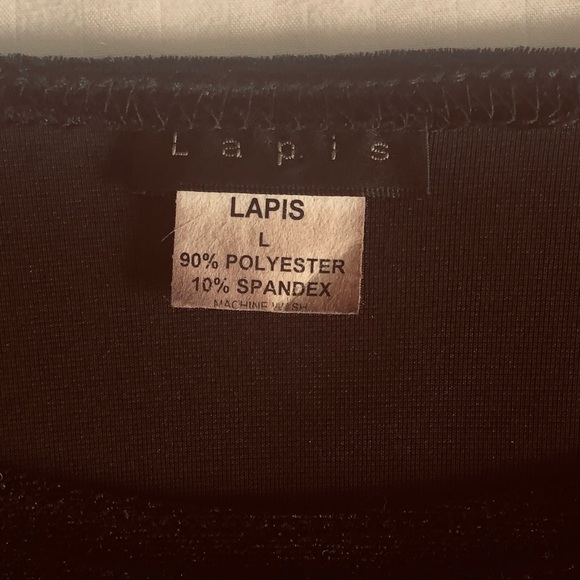 Lapis
LAPIS
L
90% POLYESTER
10% SPANDEX
MACHINE WASH